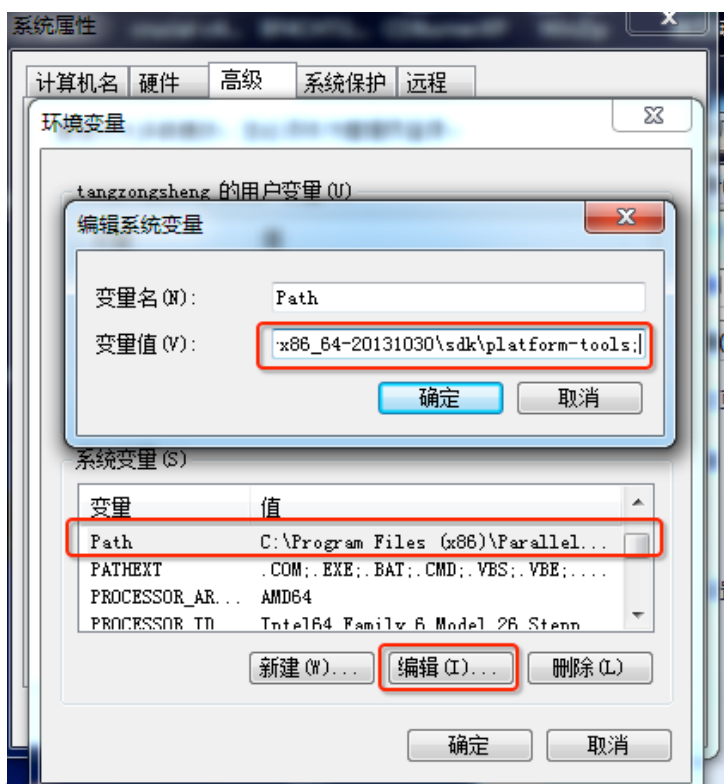 系统属性
计算机名 硬件 高级 系统保护 远程
环境变量
tangzongsheng 的用户变量(U)
编辑系统变量
变量名(N): Path
变量值(V): x86_64-20131030\sdk\platform-tools;
确定 取消
系统变量(S)
变量 值
Path C:\Program Files (x86)\Parallel...
PATHEXT .COM;.EXE;.BAT;.CMD;.VBS;.VBE;....
PROCESSOR_AR... AMD64
PROCESSOR_ID Intel64 Family 6 Model 26 Stepp
新建(W)... 编辑(I)... 删除(L)
确定 取消